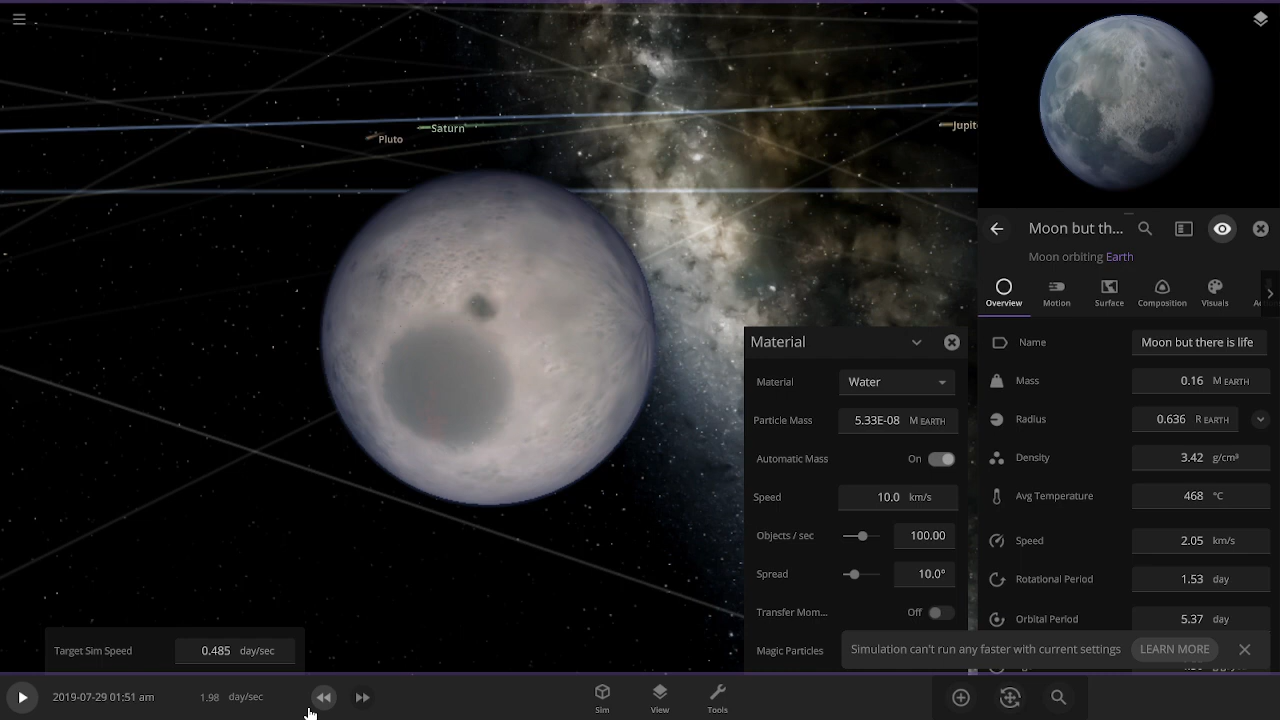 Pluto
Saturn
Jupit
Moon but th...
Moon orbiting Earth
Overview
Motion
Surface
Composition
Visuals
Name
Moon but there is life
Mass
0.16 M EARTH
Radius
0.636 R EARTH
Density
3.42 g/cm³
Avg Temperature
468 °C
Speed
2.05 km/s
Rotational Period
1.53 day
Orbital Period
5.37 day
Material
Material
Water
Particle Mass
5.33E-08 M EARTH
Automatic Mass
On
Speed
10.0 km/s
Objects / sec
100.00
Spread
10.0°
Transfer Mom...
Off
Magic Particles
Simulation can't run any faster with current settings
LEARN MORE
Target Sim Speed
0.485 day/sec
2019-07-29 01:51 am
1.98 day/sec
Sim
View
Tools